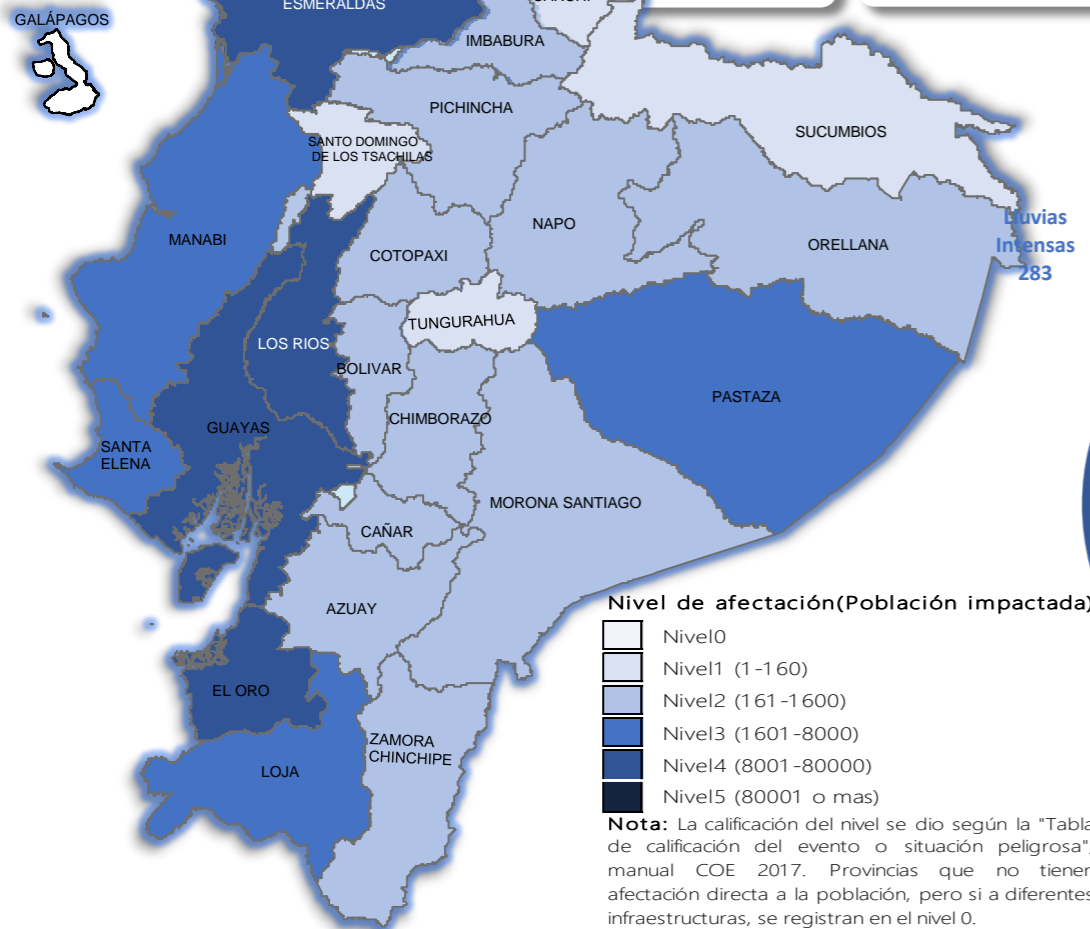 ESMERALDAS
GALÁPAGOS
IMBABURA
PICHINCHA
SUCUMBIOS
SANTO DOMINGO
DE LOS TSACHILAS
NAPO
Lluvias
Intensas
283
MANABI
ORELLANA
COTOPAXI
TUNGURAHUA
LOS RIOS
BOLIVAR
PASTAZA
CHIMBORAZO
GUAYAS
SANTA
ELENA
MORONA SANTIAGO
CAÑAR
AZUAY
EL ORO
ZAMORA
CHINCHIPE
LOJA
Nivel de afectación(Población impactada)
Nivel0
Nivel1 (1-160)
Nivel2 (161-1600)
Nivel3 (1601-8000)
Nivel4 (8001-80000)
Nivel5 (80001 o mas)
Nota: La calificación del nivel se dio según la "Tabla
de calificación del evento o situación peligrosa",
manual COE 2017. Provincias que no tienen
afectación directa a la población, pero si a diferentes
infraestructuras, se registran en el nivel 0.